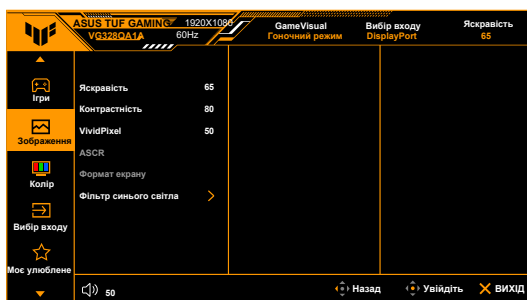 ASUS TUF GAMING 1920X108
VG328QA1A 60Hz
GameVisual
Гоночний режим
Вибір входу
DisplayPort
Яскравість
65
Ігри
Зображення
Колір
Вибір входу
Моє улюблене
Яскравість 65
Контрастність 80
VividPixel 50
ASCR
Формат екрану
Фільтр синього світла
50
Назад
Увійдіть
ВИХІД